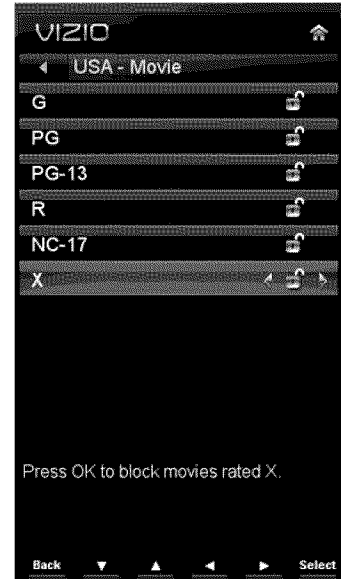 VIZIO
USA - Movie
G
PG
PG-13
R
NC-17
X
Press OK to block movies rated X.
Back Select